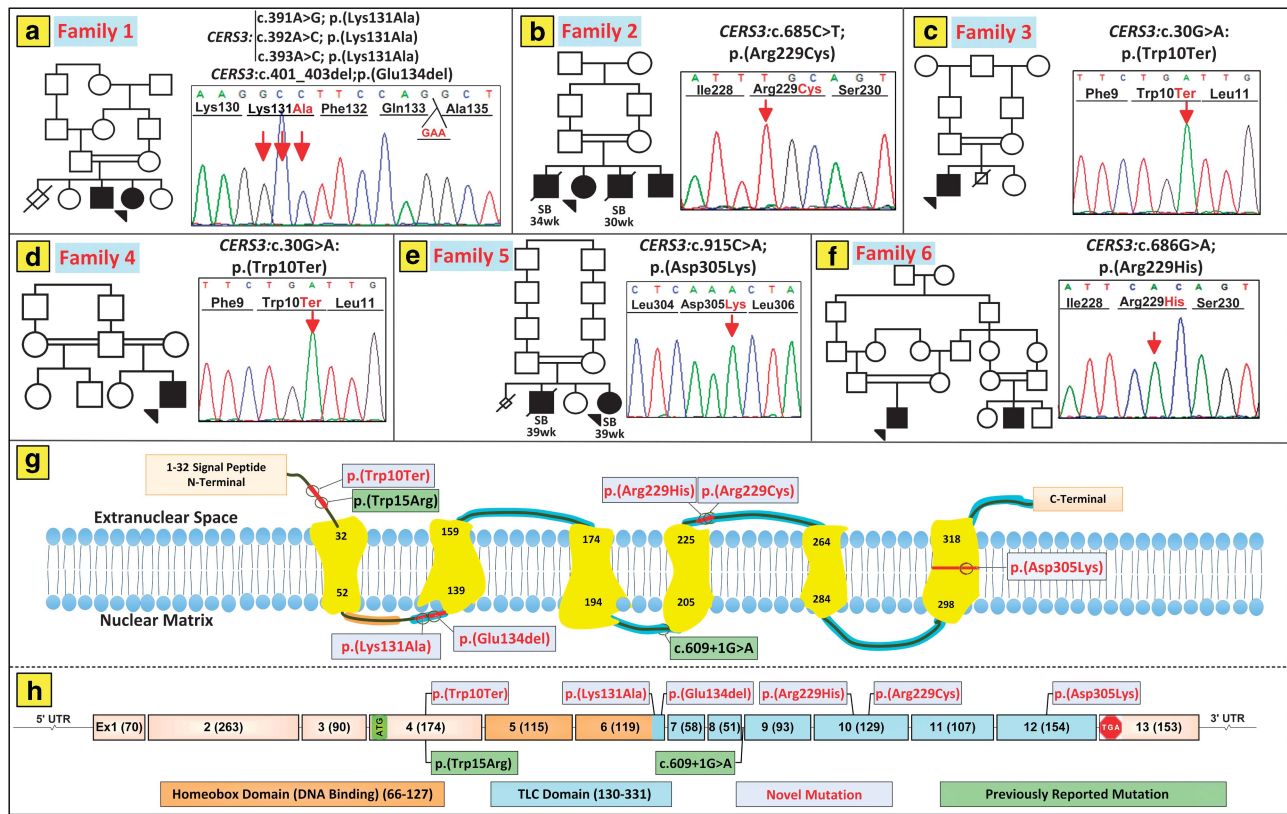 a Family 1
CERS3:
c.391A>G; p.(Lys131Ala)
c.392A>C; p.(Lys131Ala)
c.393A>C; p.(Lys131Ala)
CERS3:c.401_403del;p.(Glu134del)
A A G G C C T T C C A G G C T
Lys130 Lys131Ala Phe132 Gln133 Ala135
GAA
b Family 2
CERS3:c.685C>T;
p.(Arg229Cys)
A T T T G C A G T
Ile228 Arg229Cys Ser230
SB
34wk
SB
30wk
c Family 3
CERS3:c.30G>A:
p.(Trp10Ter)
T T C T G A T T G
Phe9 Trp10Ter Leu11
d Family 4
CERS3:c.30G>A:
p.(Trp10Ter)
T T C T G A T T G
Phe9 Trp10Ter Leu11
e Family 5
CERS3:c.915C>A;
p.(Asp305Lys)
C T C A A A C T A
Leu304 Asp305Lys Leu306
SB
39wk
SB
39wk
f Family 6
CERS3:c.686G>A;
p.(Arg229His)
A T T C A C A G T
Ile228 Arg229His Ser230
g
1-32 Signal Peptide
N-Terminal
p.(Trp10Ter)
p.(Trp15Arg)
p.(Arg229His) p.(Arg229Cys)
C-Terminal
Extranuclear Space
32 159 174 225 264 318
p.(Asp305Lys)
52 139 194 205 284 298
Nuclear Matrix
p.(Lys131Ala) p.(Glu134del)
c.609+1G>A
h
p.(Trp10Ter) p.(Lys131Ala) p.(Glu134del) p.(Arg229His) p.(Arg229Cys) p.(Asp305Lys)
5' UTR Ex1 (70) 2 (263) 3 (90) ATG 4 (174) 5 (115) 6 (119) 7 (58) 8 (51) 9 (93) 10 (129) 11 (107) 12 (154) TGA 13 (153) 3' UTR
p.(Trp15Arg) c.609+1G>A
Homeobox Domain (DNA Binding) (66-127) TLC Domain (130-331) Novel Mutation Previously Reported Mutation